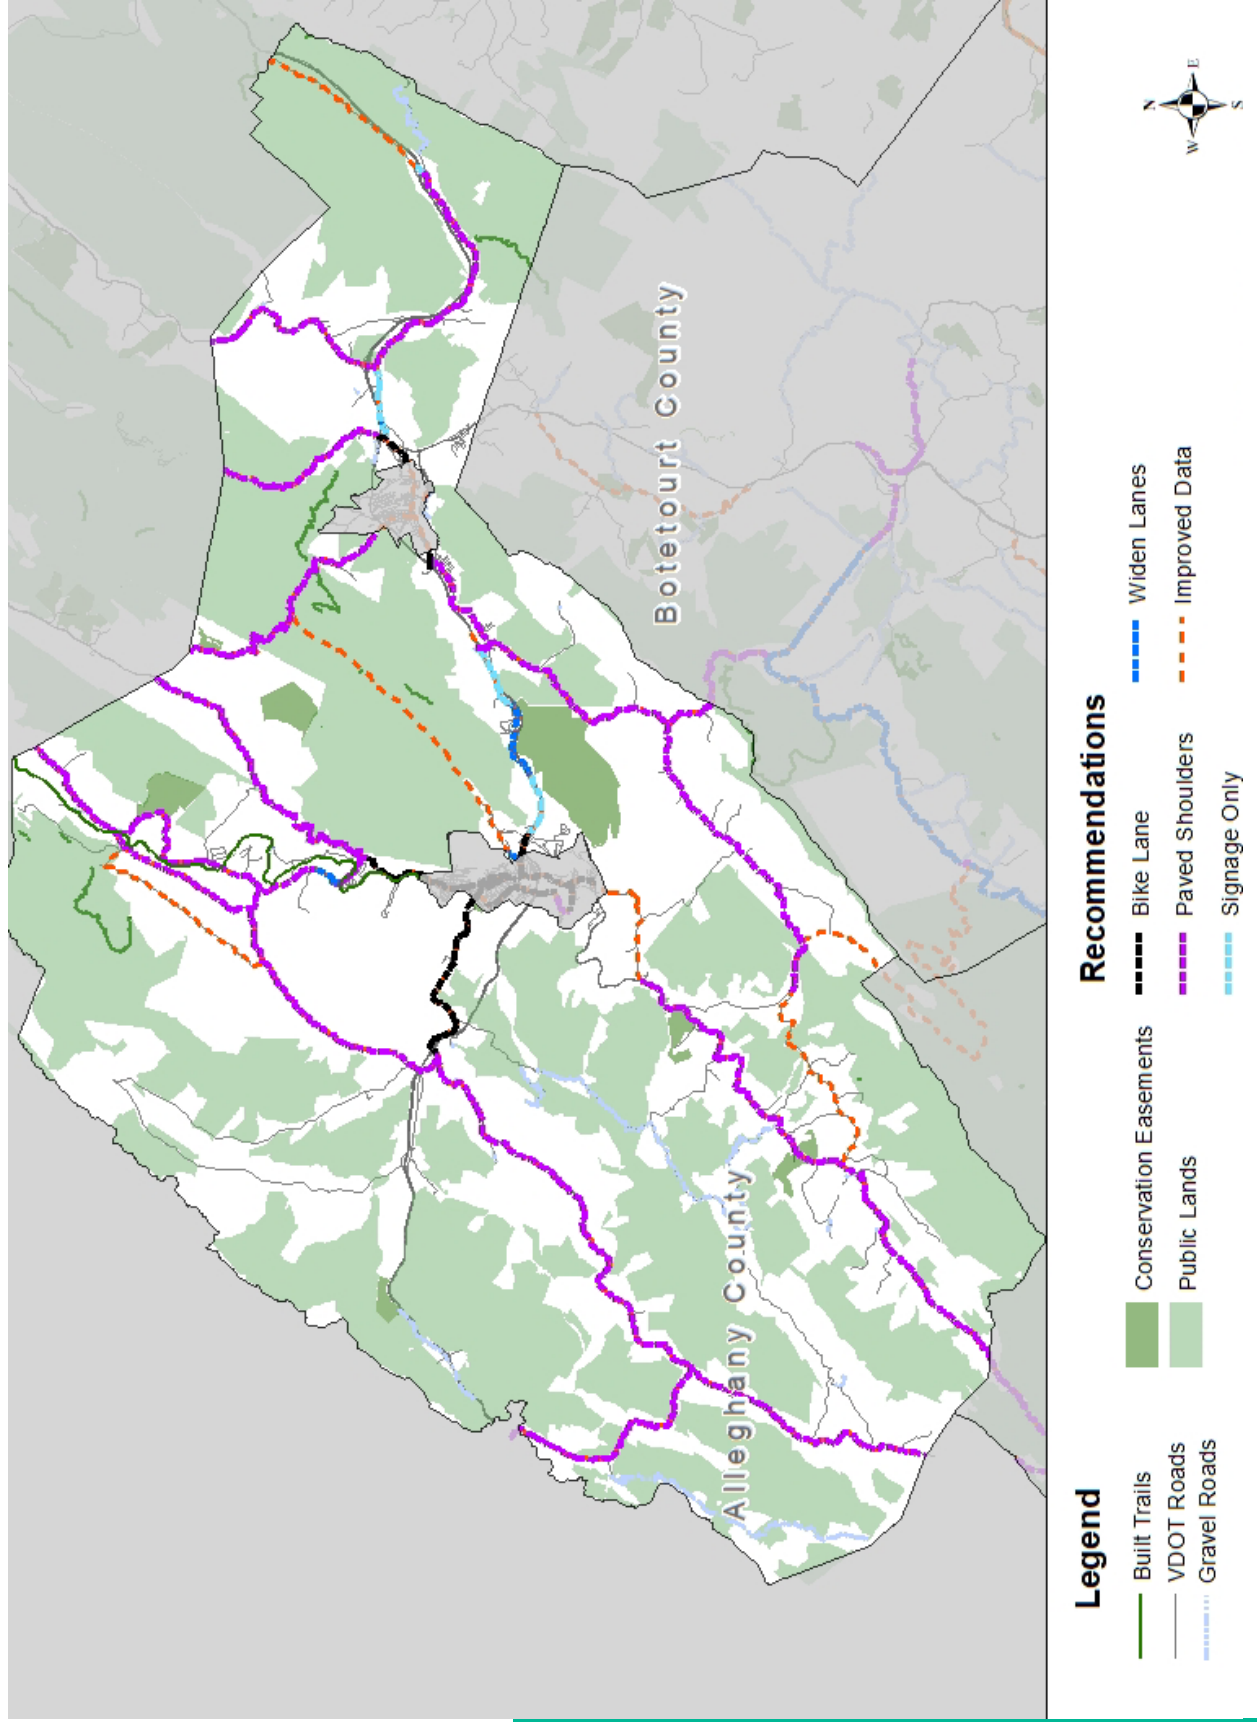 Botetourt County
Alleghany County
N
W
E
S
Legend
Built Trails
VDOT Roads
Gravel Roads
Conservation Easements
Public Lands
Recommendations
Bike Lane
Paved Shoulders
Signage Only
Widen Lanes
Improved Data